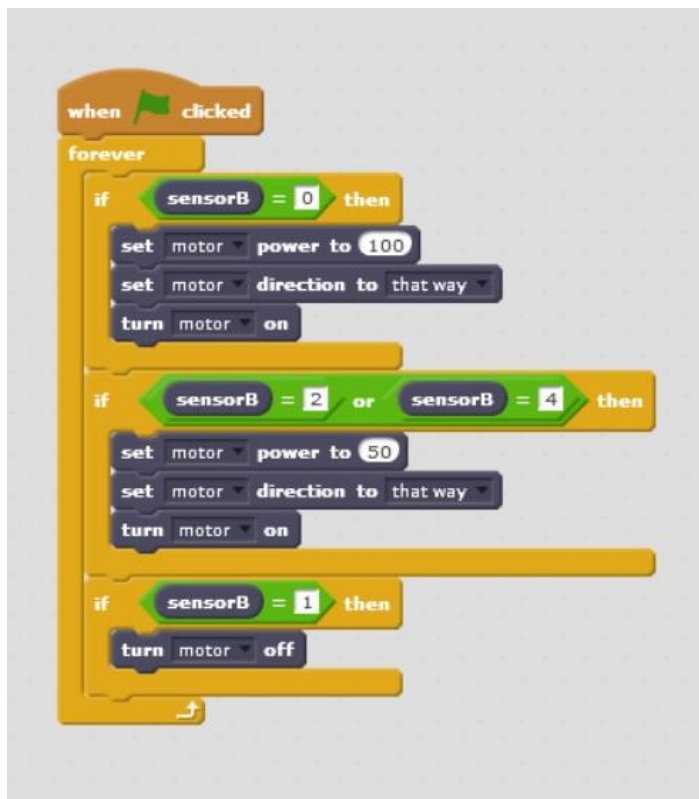 when clicked
forever
if sensorB = 0 then
set motor power to 100
set motor direction to that way
turn motor on
if sensorB = 2 or sensorB = 4 then
set motor power to 50
set motor direction to that way
turn motor on
if sensorB = 1 then
turn motor off